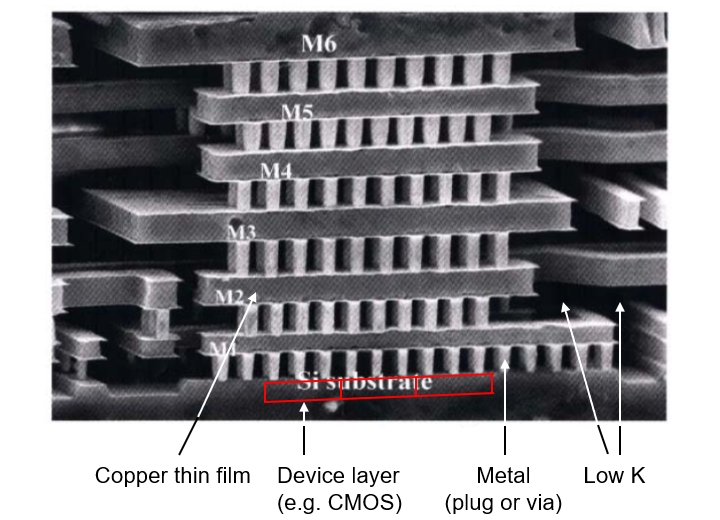 M6
M5
M4
M3
M2
M1
Si substrate
Copper thin film
Device layer
(e.g. CMOS)
Metal
(plug or via)
Low K